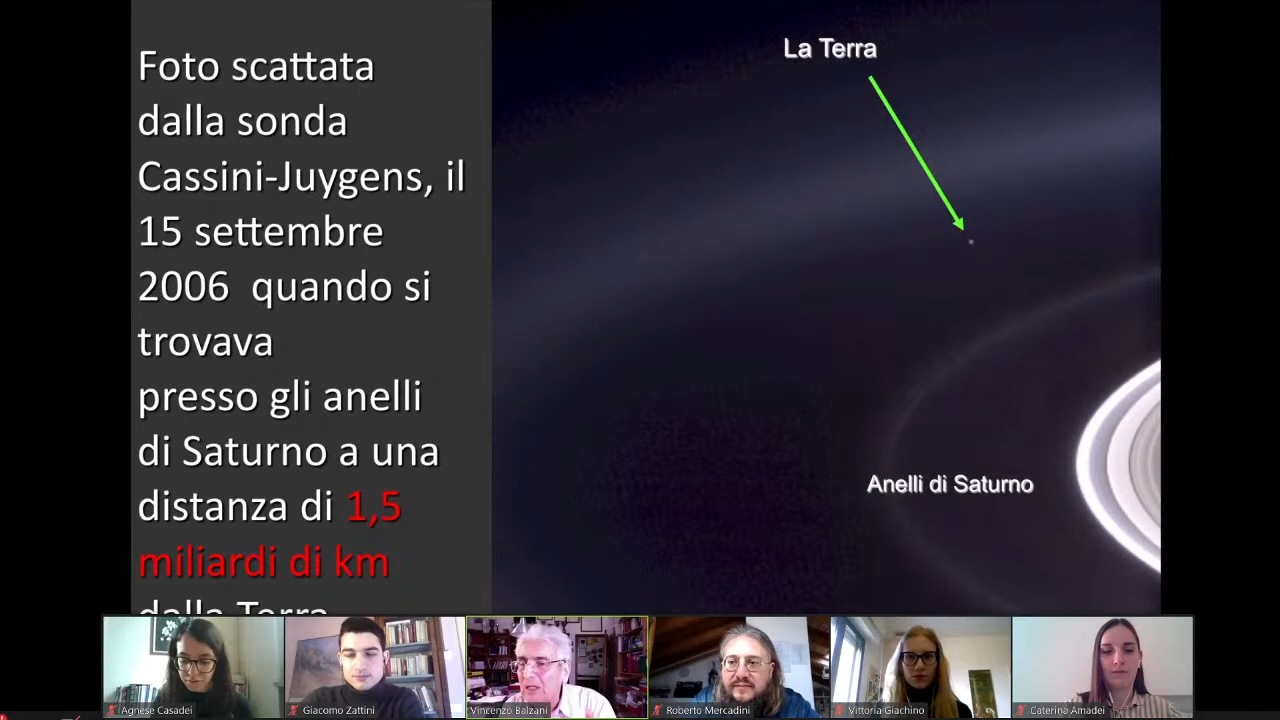 Foto scattata
dalla sonda
Cassini-Juygens, il
15 settembre
2006 quando si
trovava
presso gli anelli
di Saturno a una
distanza di 1,5
miliardi di km
dalla Terra
La Terra
Anelli di Saturno
Agnese Casadei
Giacomo Zattini
Vincenzo Balzani
Roberto Mercadini
Vittoria Giachino
Caterina Amadei